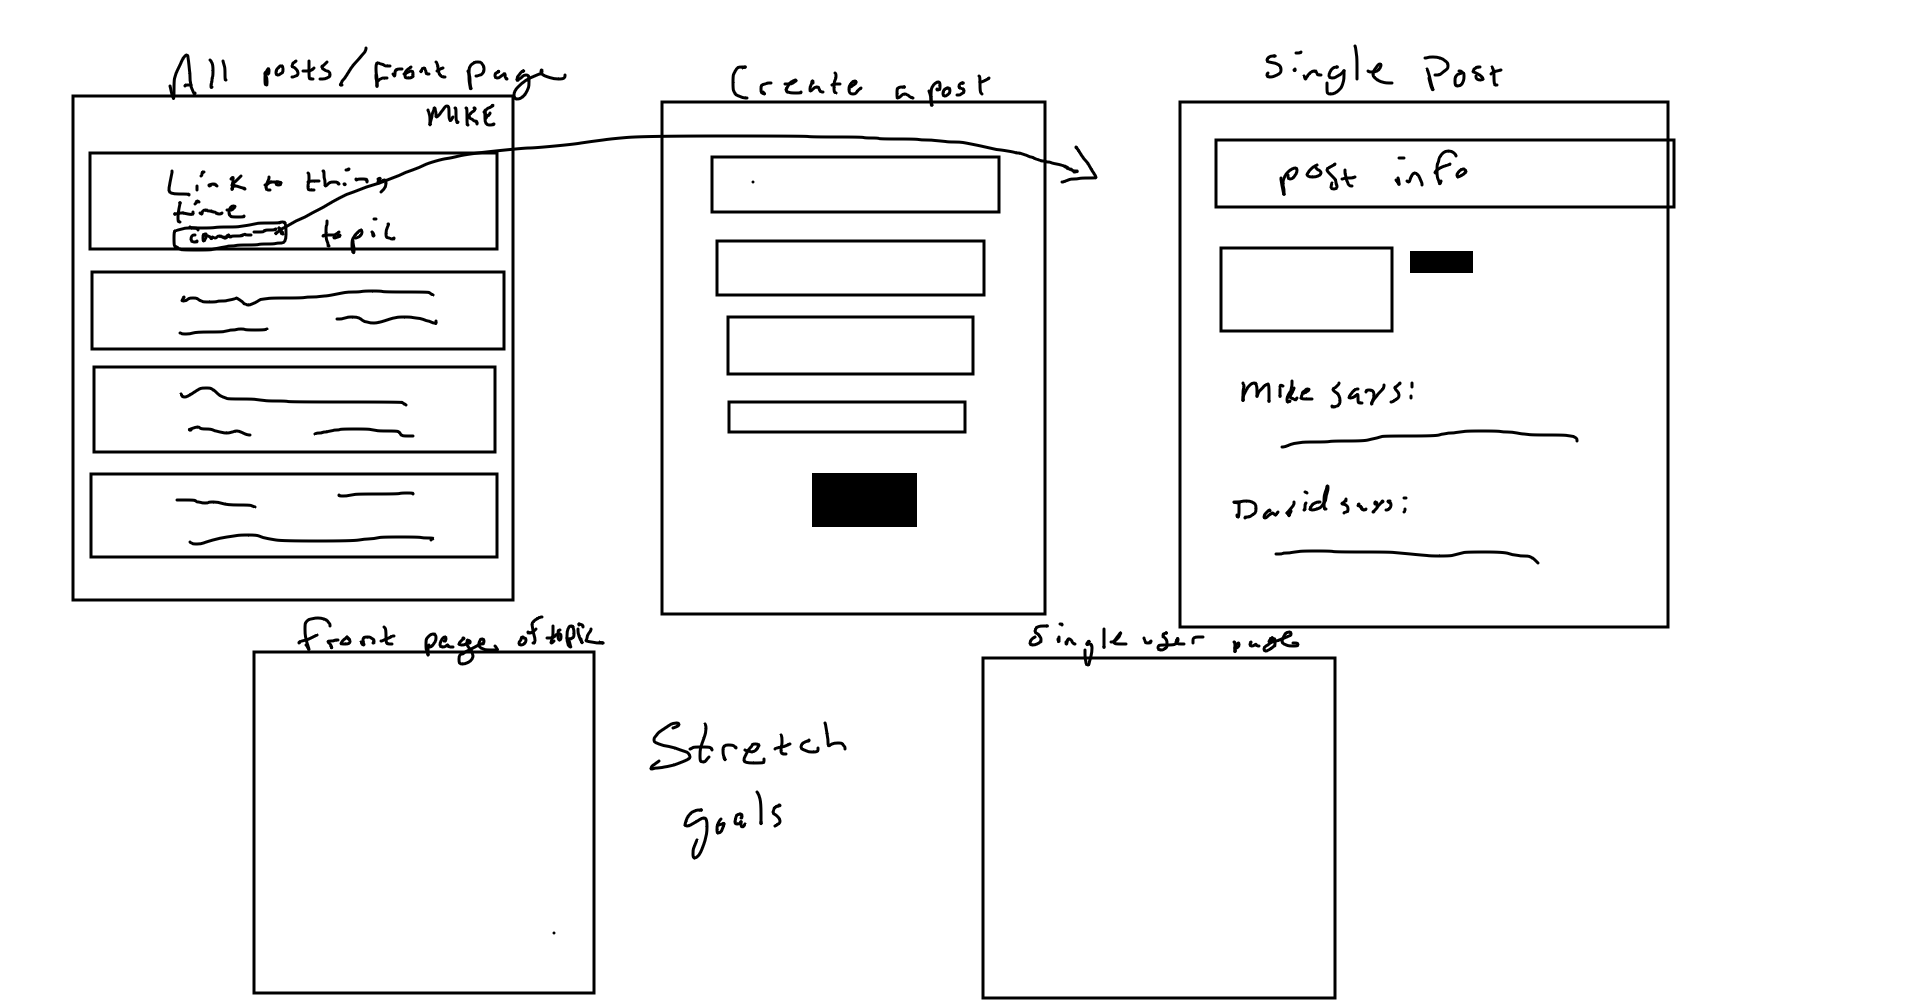 All posts/Front Page
MIKE
Link to thing
time
comments
topic
Create a post
Single Post
post info
Mike says:
David says:
front page of topic
Single user page
Stretch
goals